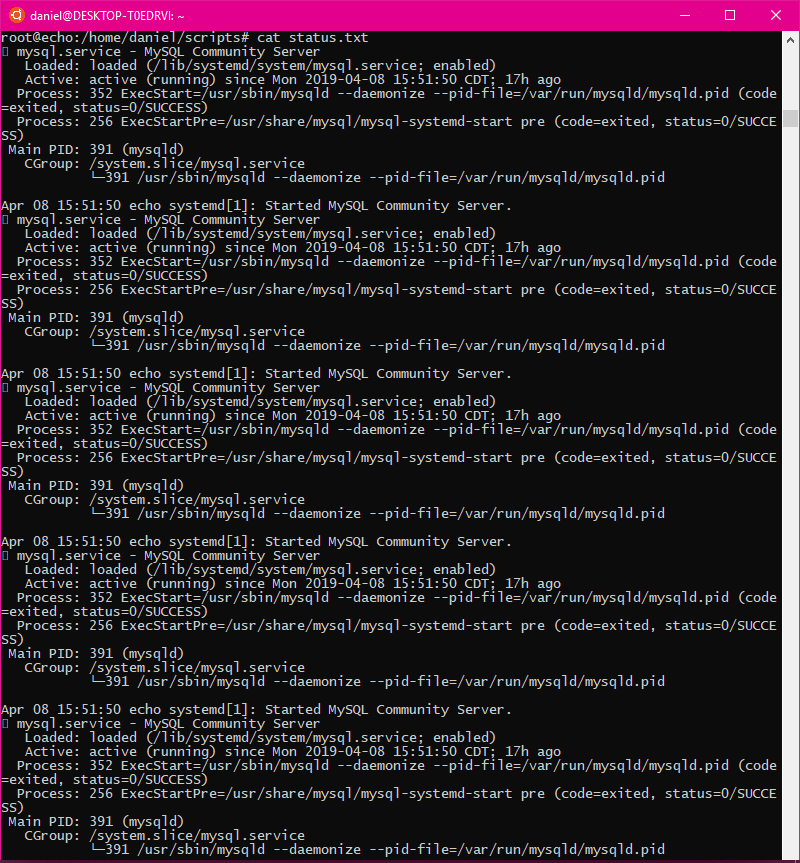 daniel@DESKTOP-T0EDRVI: ~
root@echo:/home/daniel/scripts# cat status.txt
▯ mysql.service - MySQL Community Server
   Loaded: loaded (/lib/systemd/system/mysql.service; enabled)
   Active: active (running) since Mon 2019-04-08 15:51:50 CDT; 17h ago
  Process: 352 ExecStart=/usr/sbin/mysqld --daemonize --pid-file=/var/run/mysqld/mysqld.pid (code
=exited, status=0/SUCCESS)
  Process: 256 ExecStartPre=/usr/share/mysql/mysql-systemd-start pre (code=exited, status=0/SUCCE
SS)
 Main PID: 391 (mysqld)
   CGroup: /system.slice/mysql.service
           └─391 /usr/sbin/mysqld --daemonize --pid-file=/var/run/mysqld/mysqld.pid

Apr 08 15:51:50 echo systemd[1]: Started MySQL Community Server.
▯ mysql.service - MySQL Community Server
   Loaded: loaded (/lib/systemd/system/mysql.service; enabled)
   Active: active (running) since Mon 2019-04-08 15:51:50 CDT; 17h ago
  Process: 352 ExecStart=/usr/sbin/mysqld --daemonize --pid-file=/var/run/mysqld/mysqld.pid (code
=exited, status=0/SUCCESS)
  Process: 256 ExecStartPre=/usr/share/mysql/mysql-systemd-start pre (code=exited, status=0/SUCCE
SS)
 Main PID: 391 (mysqld)
   CGroup: /system.slice/mysql.service
           └─391 /usr/sbin/mysqld --daemonize --pid-file=/var/run/mysqld/mysqld.pid

Apr 08 15:51:50 echo systemd[1]: Started MySQL Community Server.
▯ mysql.service - MySQL Community Server
   Loaded: loaded (/lib/systemd/system/mysql.service; enabled)
   Active: active (running) since Mon 2019-04-08 15:51:50 CDT; 17h ago
  Process: 352 ExecStart=/usr/sbin/mysqld --daemonize --pid-file=/var/run/mysqld/mysqld.pid (code
=exited, status=0/SUCCESS)
  Process: 256 ExecStartPre=/usr/share/mysql/mysql-systemd-start pre (code=exited, status=0/SUCCE
SS)
 Main PID: 391 (mysqld)
   CGroup: /system.slice/mysql.service
           └─391 /usr/sbin/mysqld --daemonize --pid-file=/var/run/mysqld/mysqld.pid

Apr 08 15:51:50 echo systemd[1]: Started MySQL Community Server.
▯ mysql.service - MySQL Community Server
   Loaded: loaded (/lib/systemd/system/mysql.service; enabled)
   Active: active (running) since Mon 2019-04-08 15:51:50 CDT; 17h ago
  Process: 352 ExecStart=/usr/sbin/mysqld --daemonize --pid-file=/var/run/mysqld/mysqld.pid (code
=exited, status=0/SUCCESS)
  Process: 256 ExecStartPre=/usr/share/mysql/mysql-systemd-start pre (code=exited, status=0/SUCCE
SS)
 Main PID: 391 (mysqld)
   CGroup: /system.slice/mysql.service
           └─391 /usr/sbin/mysqld --daemonize --pid-file=/var/run/mysqld/mysqld.pid

Apr 08 15:51:50 echo systemd[1]: Started MySQL Community Server.
▯ mysql.service - MySQL Community Server
   Loaded: loaded (/lib/systemd/system/mysql.service; enabled)
   Active: active (running) since Mon 2019-04-08 15:51:50 CDT; 17h ago
  Process: 352 ExecStart=/usr/sbin/mysqld --daemonize --pid-file=/var/run/mysqld/mysqld.pid (code
=exited, status=0/SUCCESS)
  Process: 256 ExecStartPre=/usr/share/mysql/mysql-systemd-start pre (code=exited, status=0/SUCCE
SS)
 Main PID: 391 (mysqld)
   CGroup: /system.slice/mysql.service
           └─391 /usr/sbin/mysqld --daemonize --pid-file=/var/run/mysqld/mysqld.pid